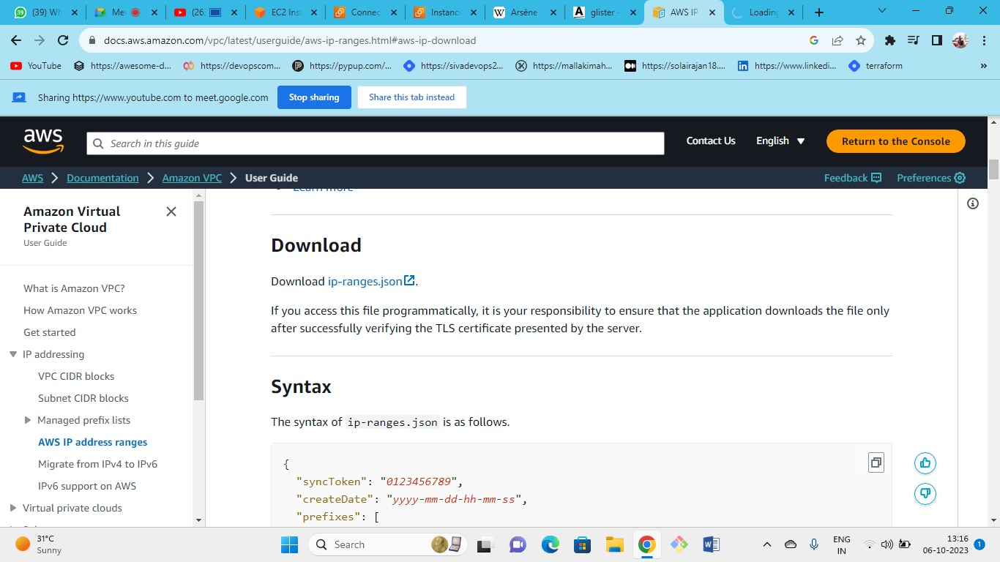 39
(39) Wh
Me
(26
EC2 Inst
Connec
Instance
W
Arsène
A
glister -
AWS IP
Loading
docs.aws.amazon.com/vpc/latest/userguide/aws-ip-ranges.html#aws-ip-download
YouTube
https://awesome-d...
https://devopscom...
https://pypup.com/...
https://sivadevops2...
https://mallakimah...
https://solairajan18....
https://www.linkedi...
terraform
»
Sharing https://www.youtube.com to meet.google.com
Stop sharing
Share this tab instead
aws
Search in this guide
Contact Us
English
Return to the Console
AWS > Documentation > Amazon VPC > User Guide
Feedback
Preferences
Learn more
Amazon Virtual
Private Cloud
User Guide
What is Amazon VPC?
How Amazon VPC works
Get started
IP addressing
VPC CIDR blocks
Subnet CIDR blocks
Managed prefix lists
AWS IP address ranges
Migrate from IPv4 to IPv6
IPv6 support on AWS
Virtual private clouds
Download
Download ip-ranges.json.
If you access this file programmatically, it is your responsibility to ensure that the application downloads the file only
after successfully verifying the TLS certificate presented by the server.
Syntax
The syntax of ip-ranges.json is as follows.
{
"syncToken": "0123456789",
"createDate": "yyyy-mm-dd-hh-mm-ss",
"prefixes": [
31°C
Sunny
Search
ENG
IN
13:16
06-10-2023
1